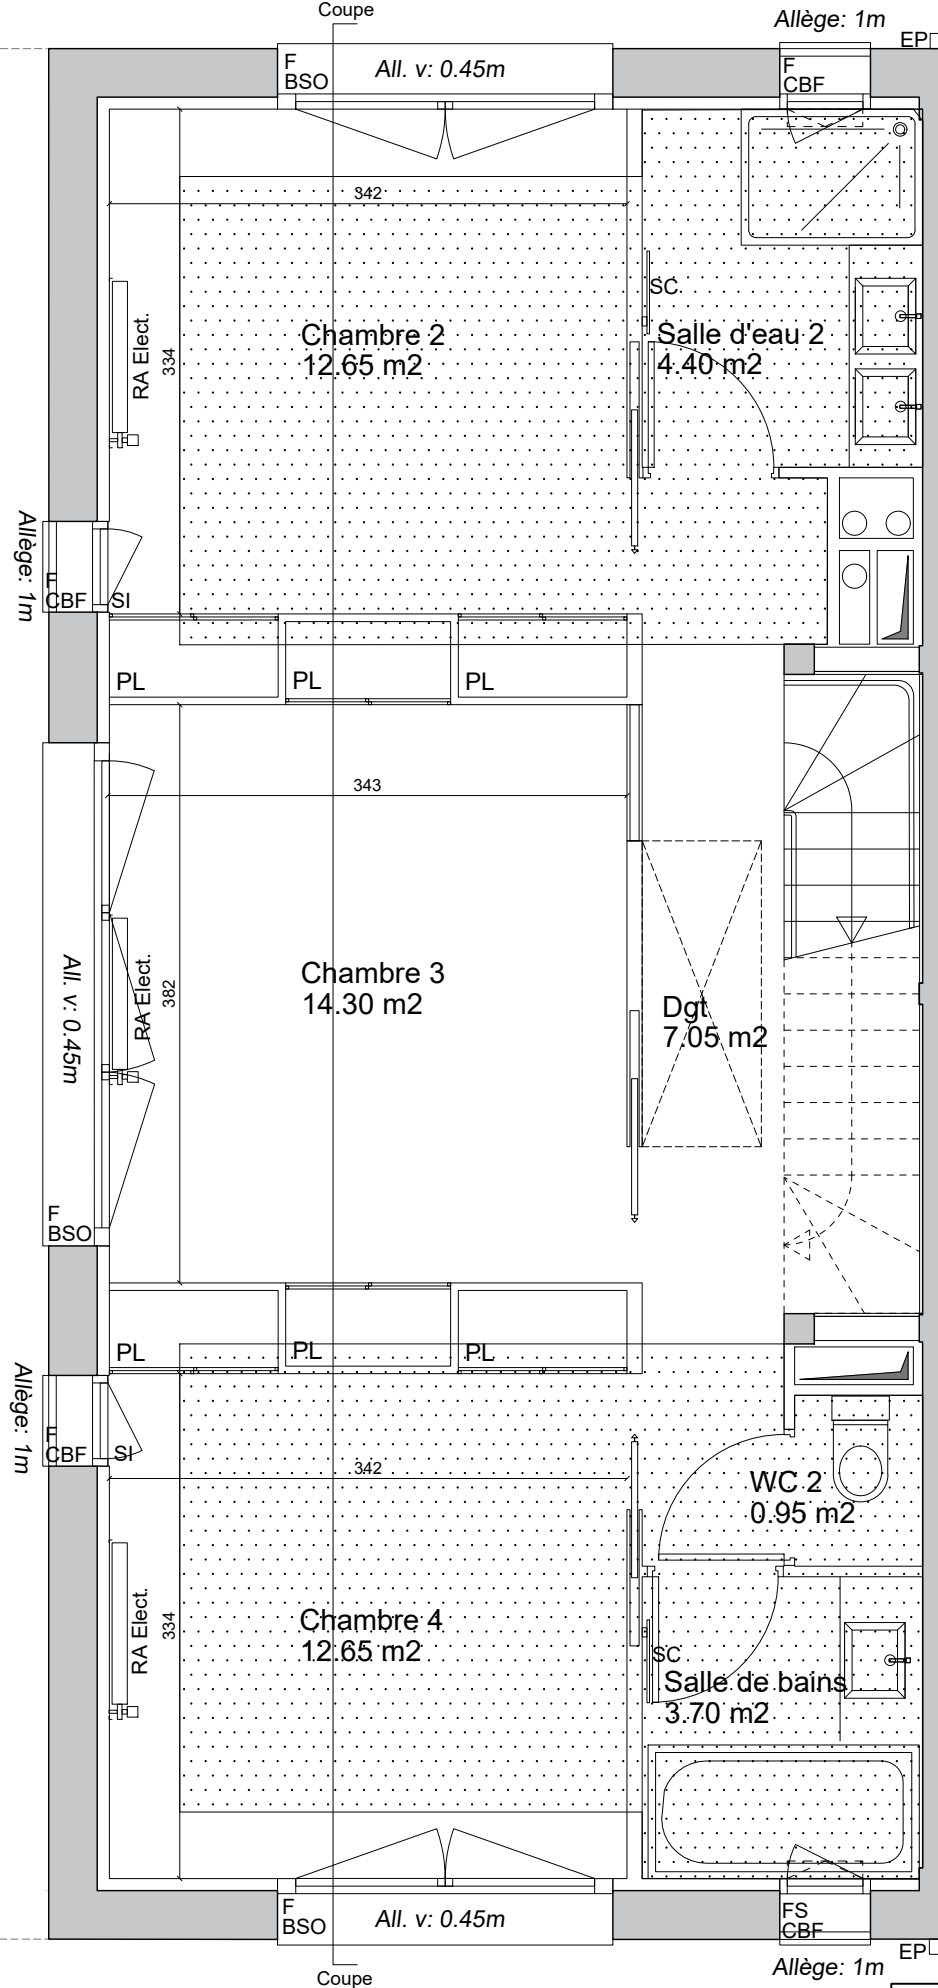 Coupe
Allège: 1m
EP
F
BSO
All. v: 0.45m
F
CBF
342
SC
RA Elect.
334
Chambre 2
12.65 m2
Salle d'eau 2
4.40 m2
Allège: 1m
F
CBF
SI
PL
PL
PL
343
All. v: 0.45m
RA Elect.
382
Chambre 3
14.30 m2
Dgt
7.05 m2
F
BSO
PL
PL
PL
Allège: 1m
F
CBF
SI
342
WC 2
0.95 m2
RA Elect.
334
Chambre 4
12.65 m2
SC
Salle de bains
3.70 m2
F
BSO
All. v: 0.45m
FS
CBF
EP
Allège: 1m
Coupe